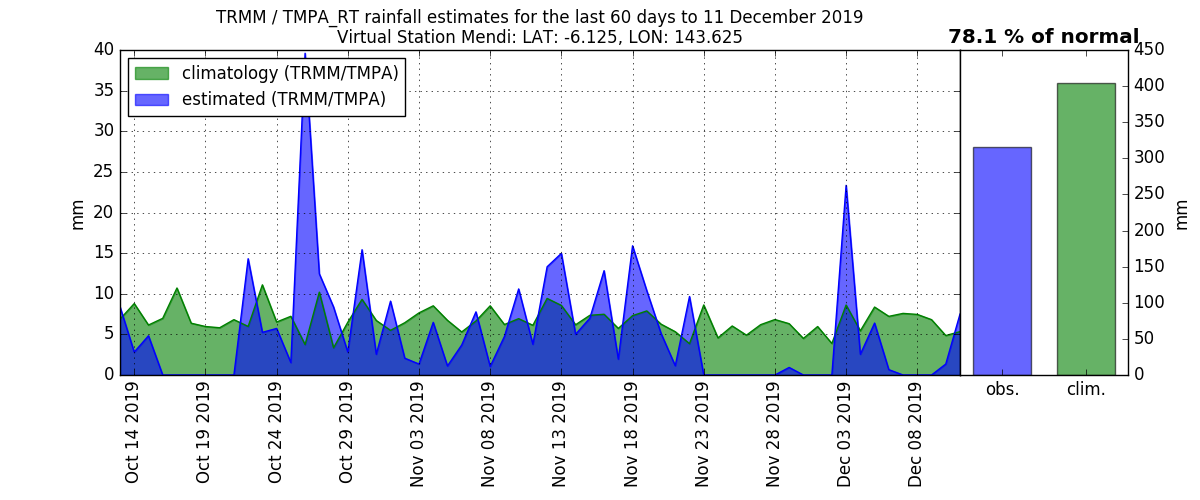 TRMM / TMPA_RT rainfall estimates for the last 60 days to 11 December 2019
Virtual Station Mendi: LAT: -6.125, LON: 143.625
78.1 % of normal
climatology (TRMM/TMPA)
estimated (TRMM/TMPA)
mm
40
35
30
25
20
15
10
5
0
Oct 14 2019
Oct 19 2019
Oct 24 2019
Oct 29 2019
Nov 03 2019
Nov 08 2019
Nov 13 2019
Nov 18 2019
Nov 23 2019
Nov 28 2019
Dec 03 2019
Dec 08 2019
obs.
clim.
450
400
350
300
250
200
150
100
50
0
mm